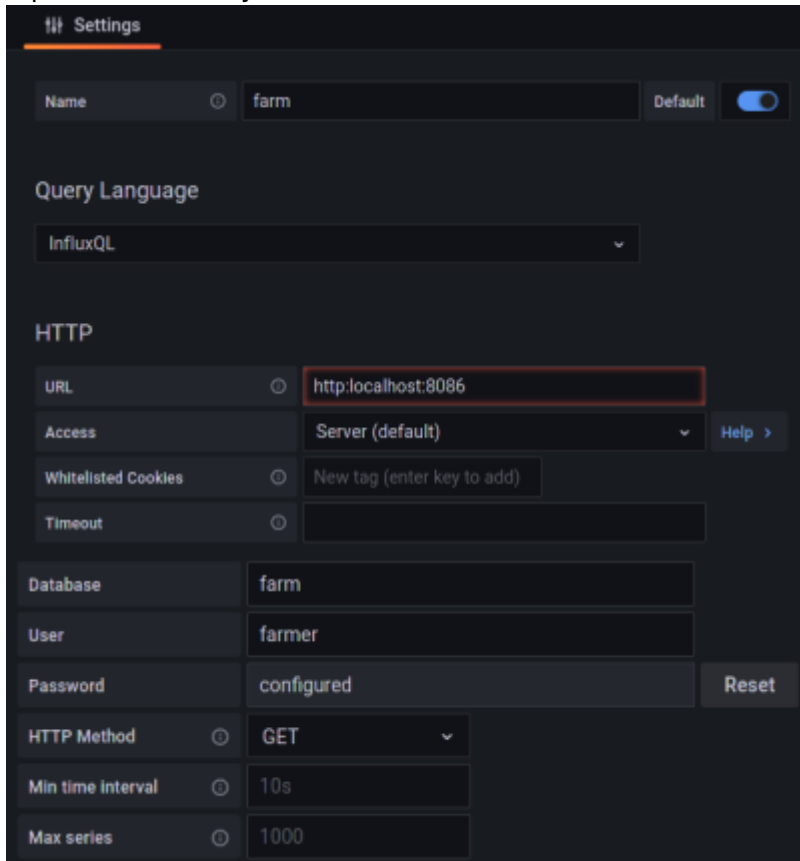 Settings
Name farm Default
Query Language
InfluxQL
HTTP
URL http:localhost:8086
Access Server (default) Help >
Whitelisted Cookies New tag (enter key to add)
Timeout
Database farm
User farmer
Password configured Reset
HTTP Method GET
Min time interval 10s
Max series 1000